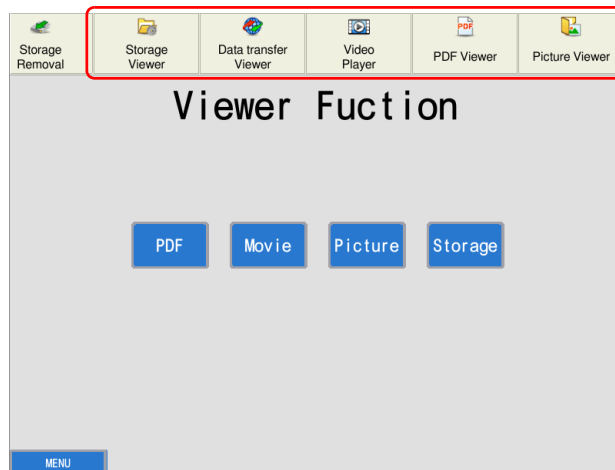 Storage
Removal
Storage
Viewer
Data transfer
Viewer
Video
Player
PDF
PDF Viewer
Picture Viewer
Viewer Fuction
PDF
Movie
Picture
Storage
MENU